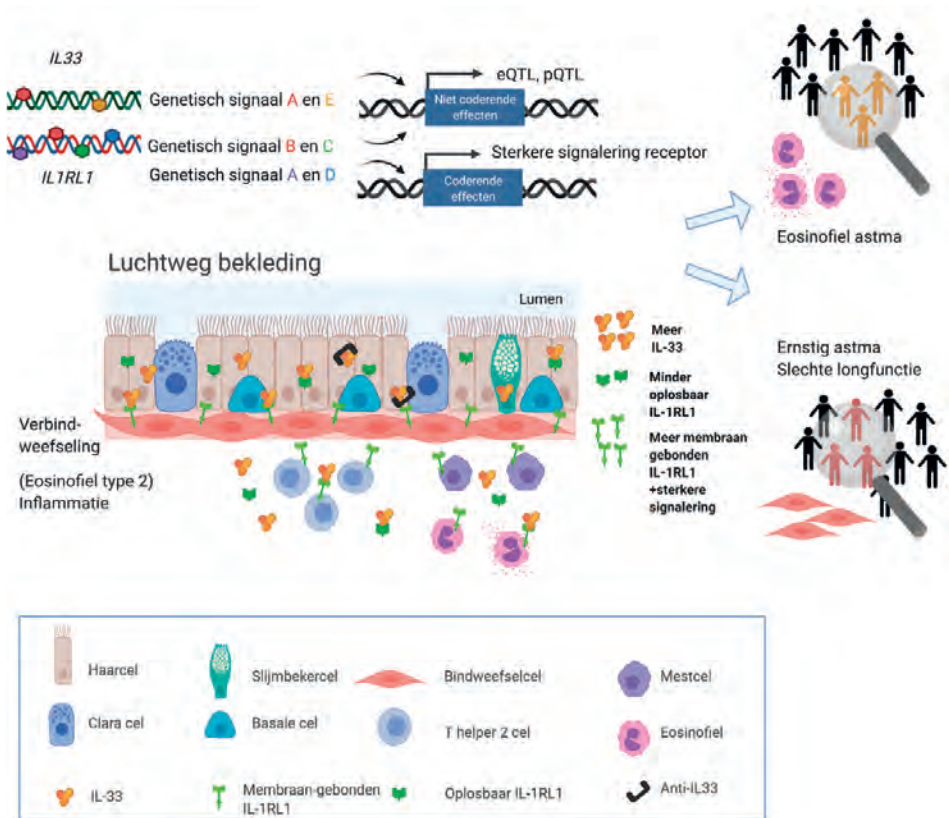 IL33
Genetisch signaal A en E
Genetisch signaal B en C
IL1RL1
Genetisch signaal A en D
eQTL, pQTL
Niet coderende
effecten
Sterkere signalering receptor
Coderende
effecten
Eosinofiel astma
Luchtweg bekleding
Lumen
Meer
IL-33
Minder
oplosbaar
IL-1RL1
Meer membraan
gebonden
IL-1RL1
+sterkere
signalering
Ernstig astma
Slechte longfunctie
Verbind-
weefseling
(Eosinofiel type 2)
Inflammatie
Haarcel
Slijmbekercel
Bindweefselcel
Mestcel
Clara cel
Basale cel
T helper 2 cel
Eosinofiel
IL-33
Membraan-gebonden
IL-1RL1
Oplosbaar IL-1RL1
Anti-IL33